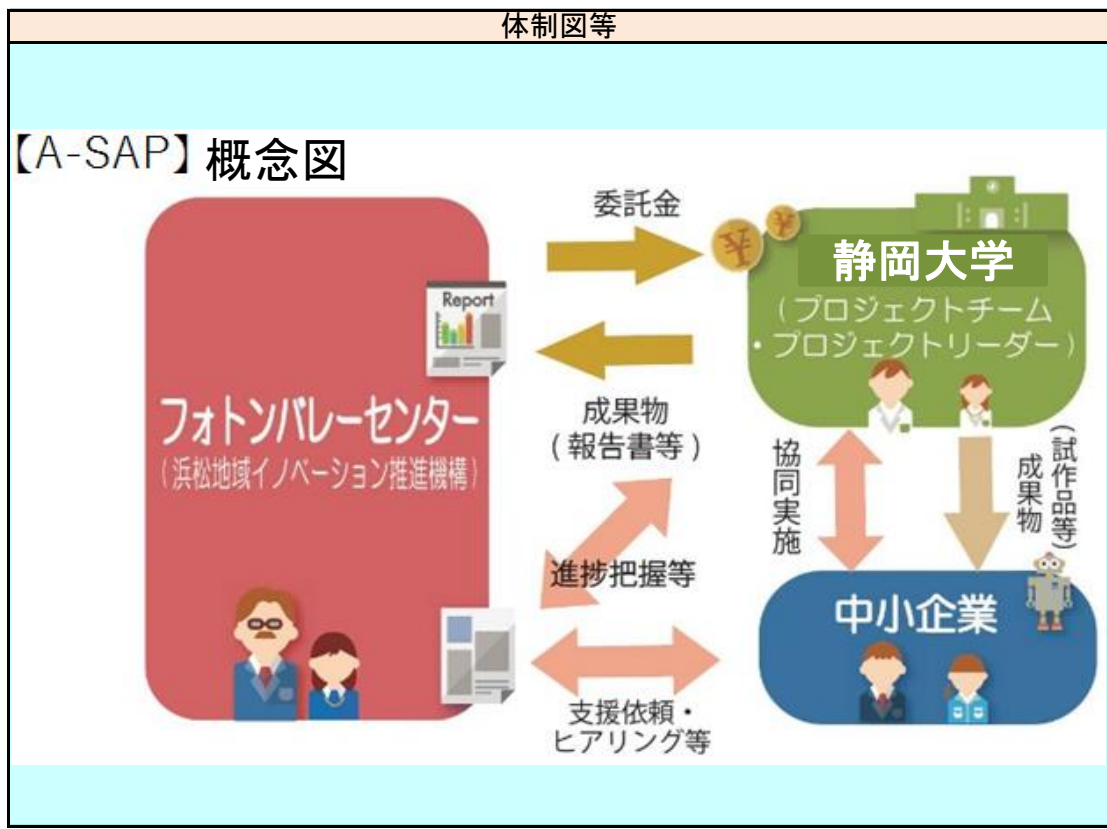 体制図等
【A-SAP】概念図
委託金
¥
¥
静岡大学
(プロジェクトチーム
・プロジェクトリーダー)
Report
フォトンバレーセンター
(浜松地域イノベーション推進機構)
成果物
(報告書等)
協同実施
成果物
(試作品等)
進捗把握等
中小企業
支援依頼・
ヒアリング等